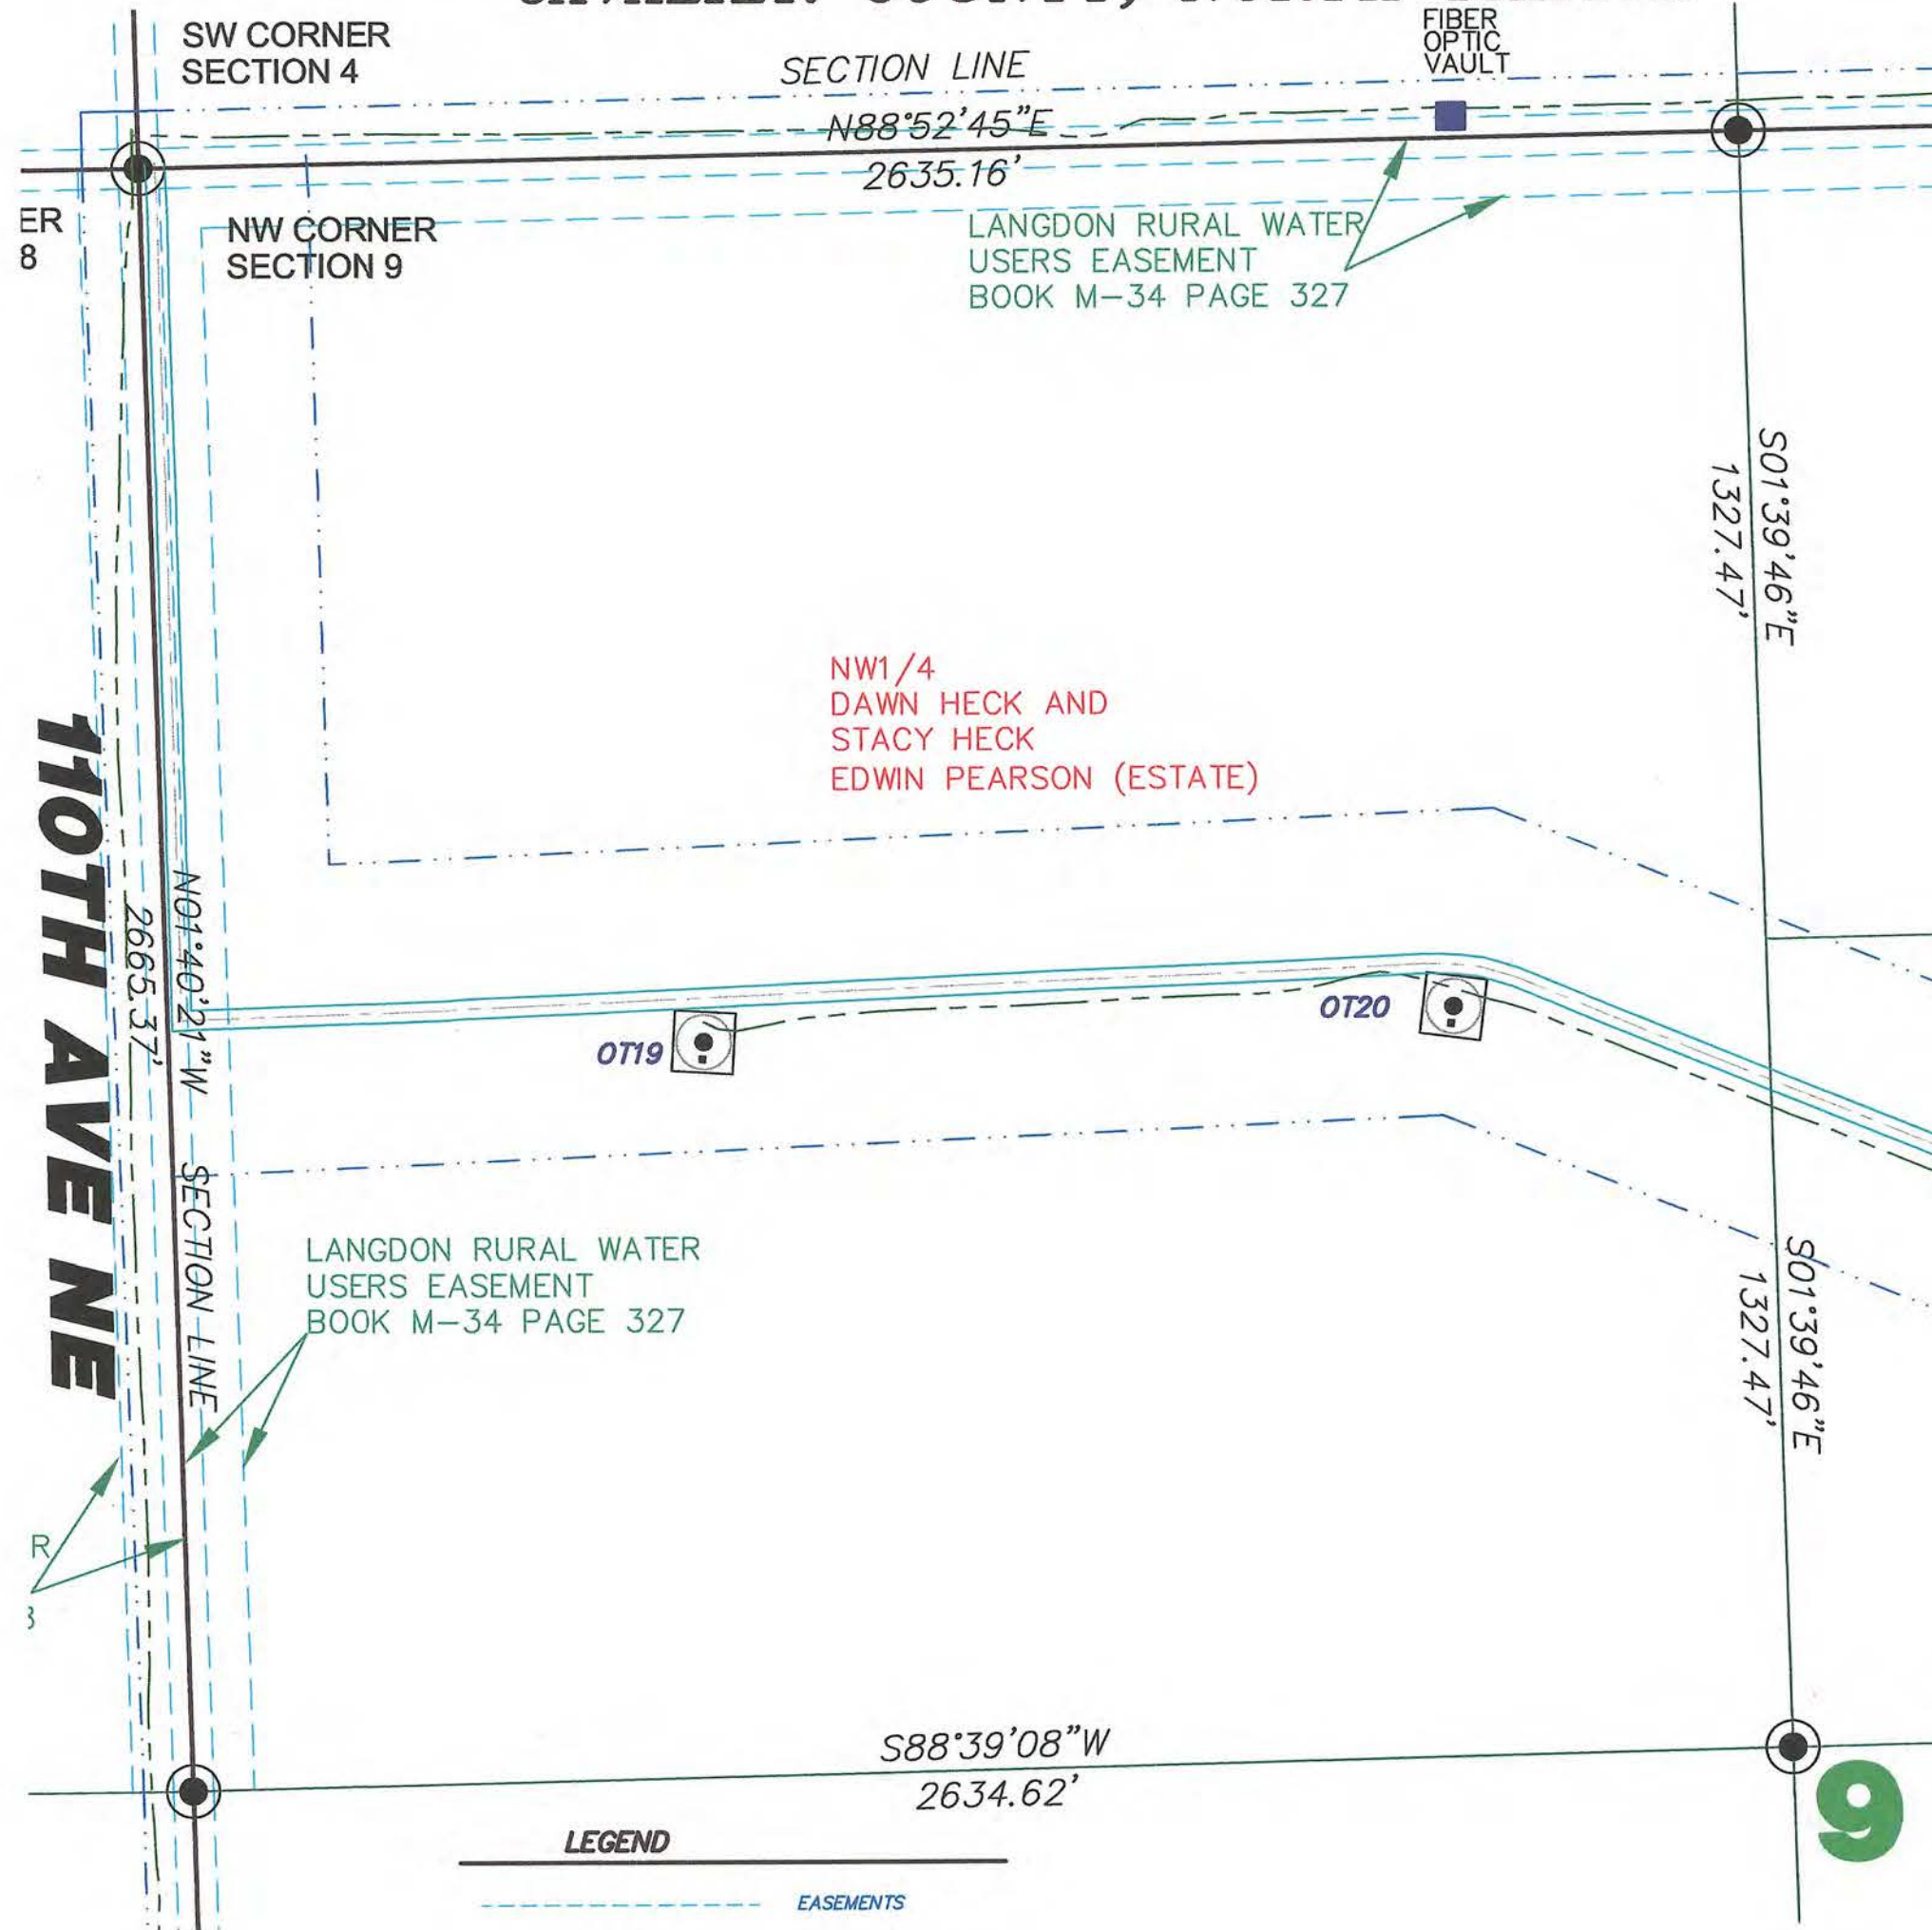 SW CORNER
SECTION 4
SECTION LINE
FIBER
OPTIC
VAULT
N88°52'45"E
2635.16'
ER
8
NW CORNER
SECTION 9
LANGDON RURAL WATER
USERS EASEMENT
BOOK M-34 PAGE 327
S01°39'46"E
1327.47'
NW1/4
DAWN HECK AND
STACY HECK
EDWIN PEARSON (ESTATE)
110TH AVE NE
N01°40'21"W
2665.37'
SECTION LINE
OT19
OT20
LANGDON RURAL WATER
USERS EASEMENT
BOOK M-34 PAGE 327
S01°39'46"E
1327.47'
R
3
S88°39'08"W
2634.62'
9
LEGEND
EASEMENTS